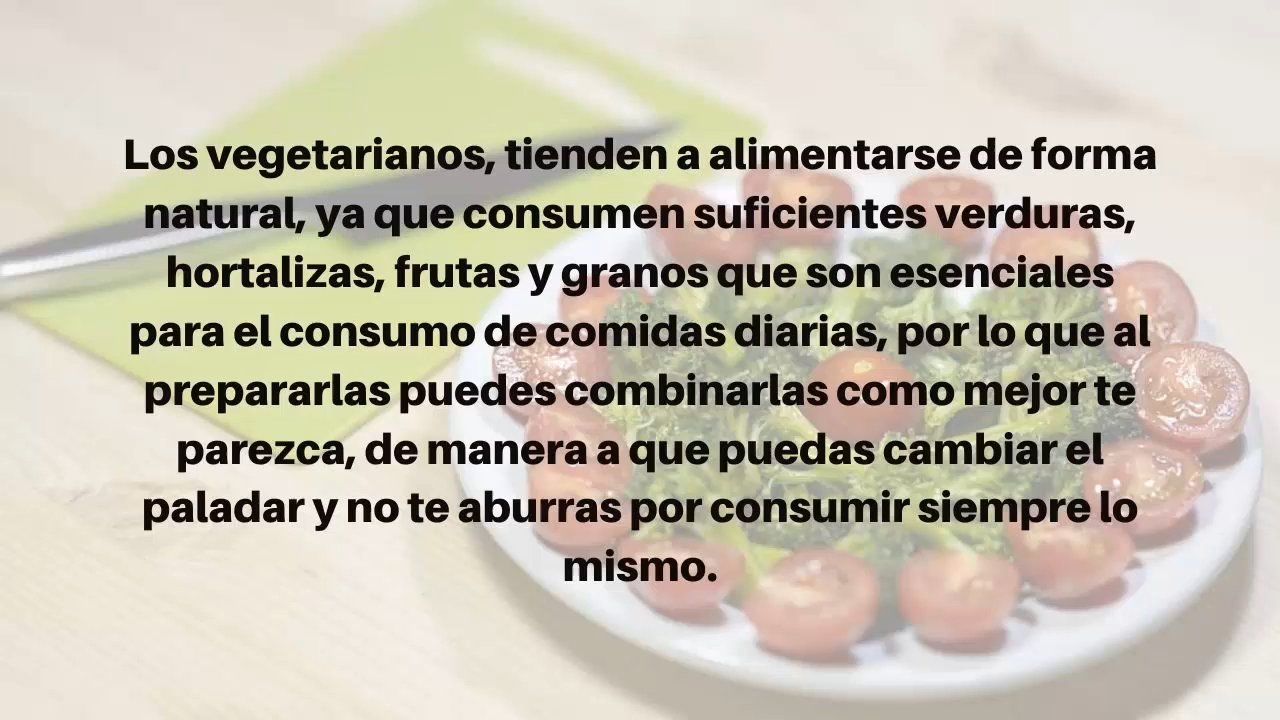 Los vegetarianos, tienden a alimentarse de forma
natural, ya que consumen suficientes verduras,
hortalizas, frutas y granos que son esenciales
para el consumo de comidas diarias, por lo que al
prepararlas puedes combinarlas como mejor te
parezca, de manera a que puedas cambiar el
paladar y no te aburras por consumir siempre lo
mismo.